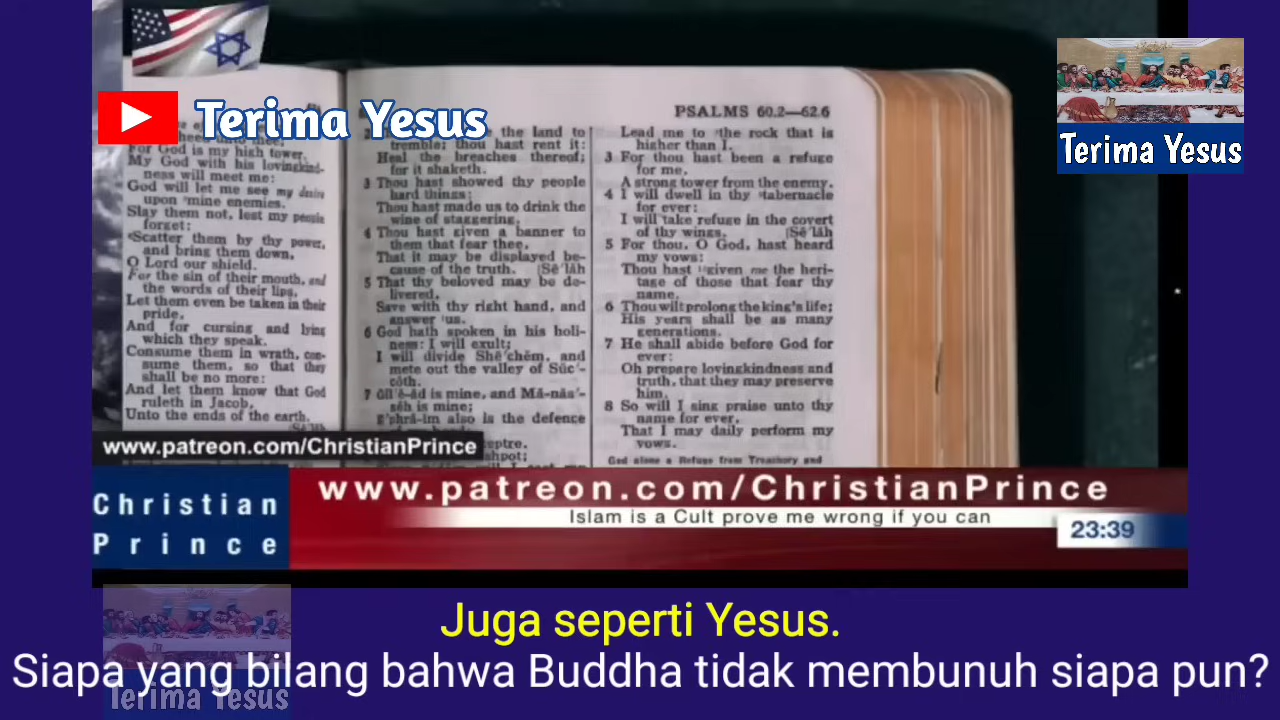 Terima Yesus
Terima Yesus
For God is my high tower.
My God with his lovingkind-
ness will meet me:
God will let me see my desire
upon mine enemies.
Slay them not, lest my people
forget:
Scatter them by thy power,
and bring them down,
O Lord our shield.
For the sin of their mouth, and
the words of their lips,
Let them even be taken in their
pride,
And for cursing and lying
which they speak.
Consume them in wrath, con-
sume them, so that they
shall be no more:
And let them know that God
ruleth in Jacob,
Unto the ends of the earth.
the land to
tremble; thou hast rent it:
Heal the breaches thereof;
for it shaketh.
3 Thou hast showed thy people
hard things:
Thou hast made us to drink the
wine of staggering.
4 Thou hast given a banner to
them that fear thee,
That it may be displayed be-
cause of the truth. [Sē´lăh
5 That thy beloved may be de-
livered,
Save with thy right hand, and
answer us.
6 God hath spoken in his holi-
ness: I will exult;
I will divide Shē´chĕm, and
mete out the valley of Sŭc´-
cōth.
7 Gĭl´ē-ăd is mine, and Mă-năs´-
sĕh is mine;
E´phră-im also is the defence
PSALMS 60.2—62.6
Lead me to the rock that is
higher than I.
3 For thou hast been a refuge
for me,
A strong tower from the enemy.
4 I will dwell in thy tabernacle
for ever:
I will take refuge in the covert
of thy wings. [Sē´lăh
5 For thou, O God, hast heard
my vows:
Thou hast given me the heri-
tage of those that fear thy
name.
6 Thou wilt prolong the king's life;
His years shall be as many
generations.
7 He shall abide before God for
ever:
Oh prepare lovingkindness and
truth, that they may preserve
him.
8 So will I sing praise unto thy
name for ever,
That I may daily perform my
vows.
God alone a Refuge from Treachery and
www.patreon.com/ChristianPrince
Christian
Prince
www.patreon.com/ChristianPrince
Islam is a Cult prove me wrong if you can
23:39
Juga seperti Yesus.
Siapa yang bilang bahwa Buddha tidak membunuh siapa pun?
Terima Yesus